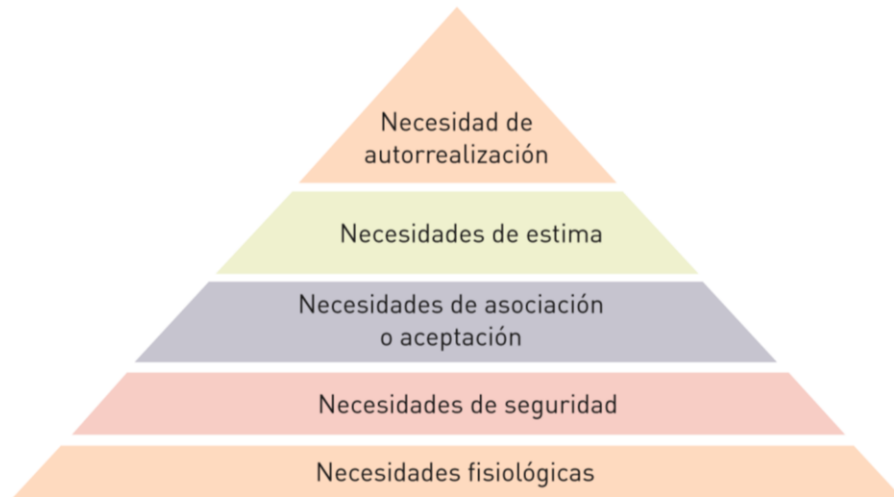 Necesidad de
autorrealización
Necesidades de estima
Necesidades de asociación
o aceptación
Necesidades de seguridad
Necesidades fisiológicas